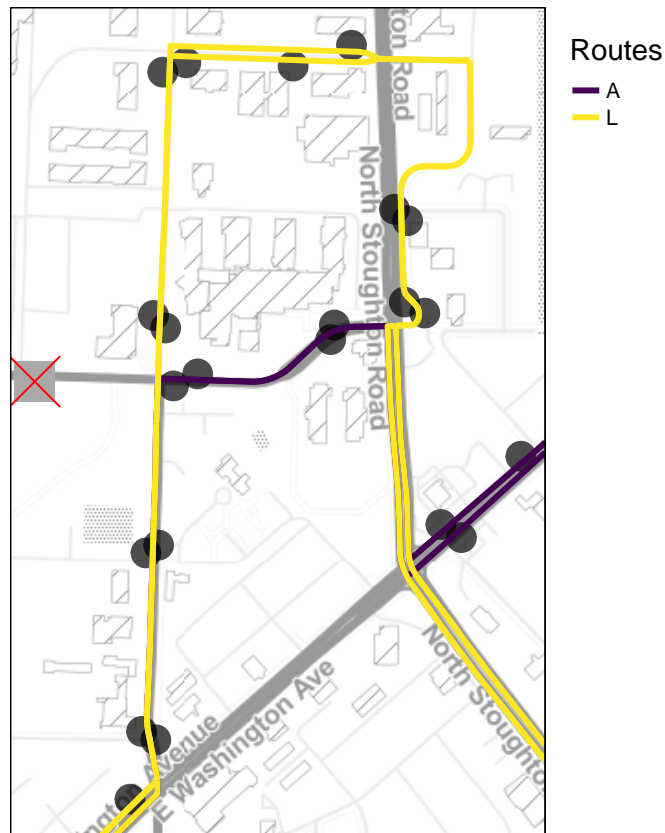 ton Road
Routes
A
L
North Stoughton Road
North Stoughto
ngton Avenue
E Washington Ave